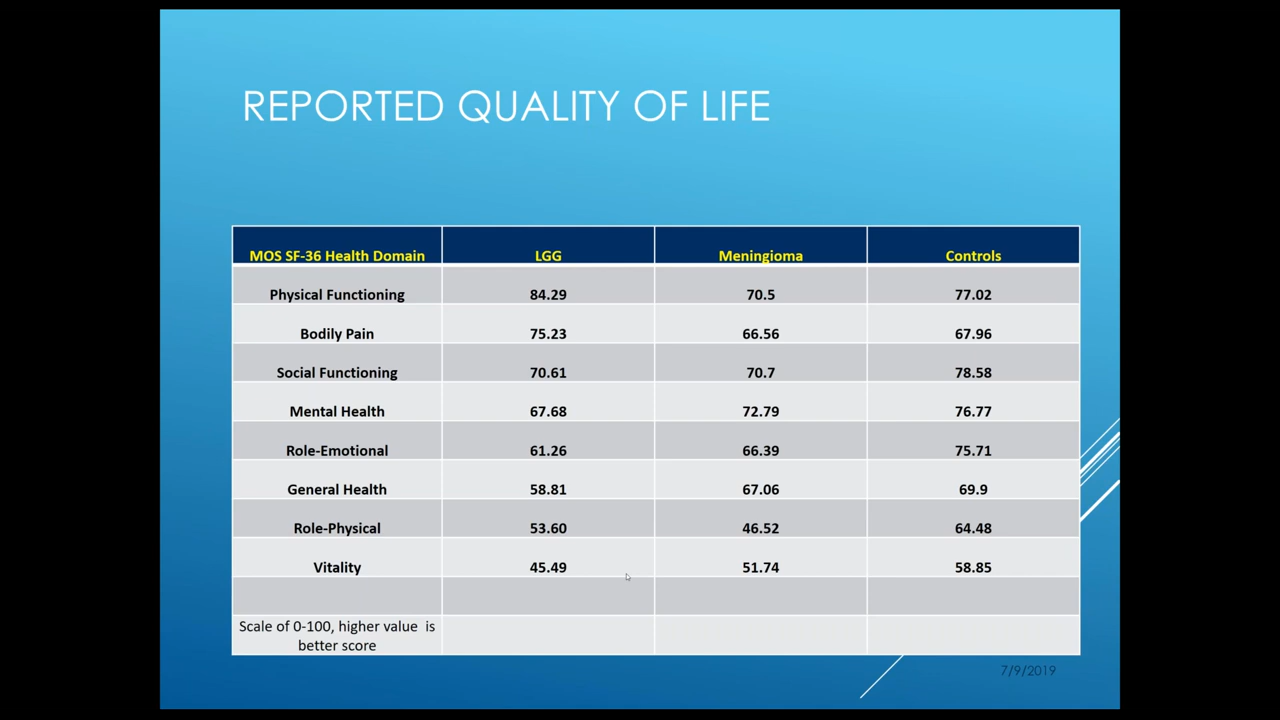 REPORTED QUALITY OF LIFE
MOS SF-36 Health Domain LGG Meningioma Controls
Physical Functioning 84.29 70.5 77.02
Bodily Pain 75.23 66.56 67.96
Social Functioning 70.61 70.7 78.58
Mental Health 67.68 72.79 76.77
Role-Emotional 61.26 66.39 75.71
General Health 58.81 67.06 69.9
Role-Physical 53.60 46.52 64.48
Vitality 45.49 51.74 58.85
Scale of 0-100, higher value is
better score
7/9/2019